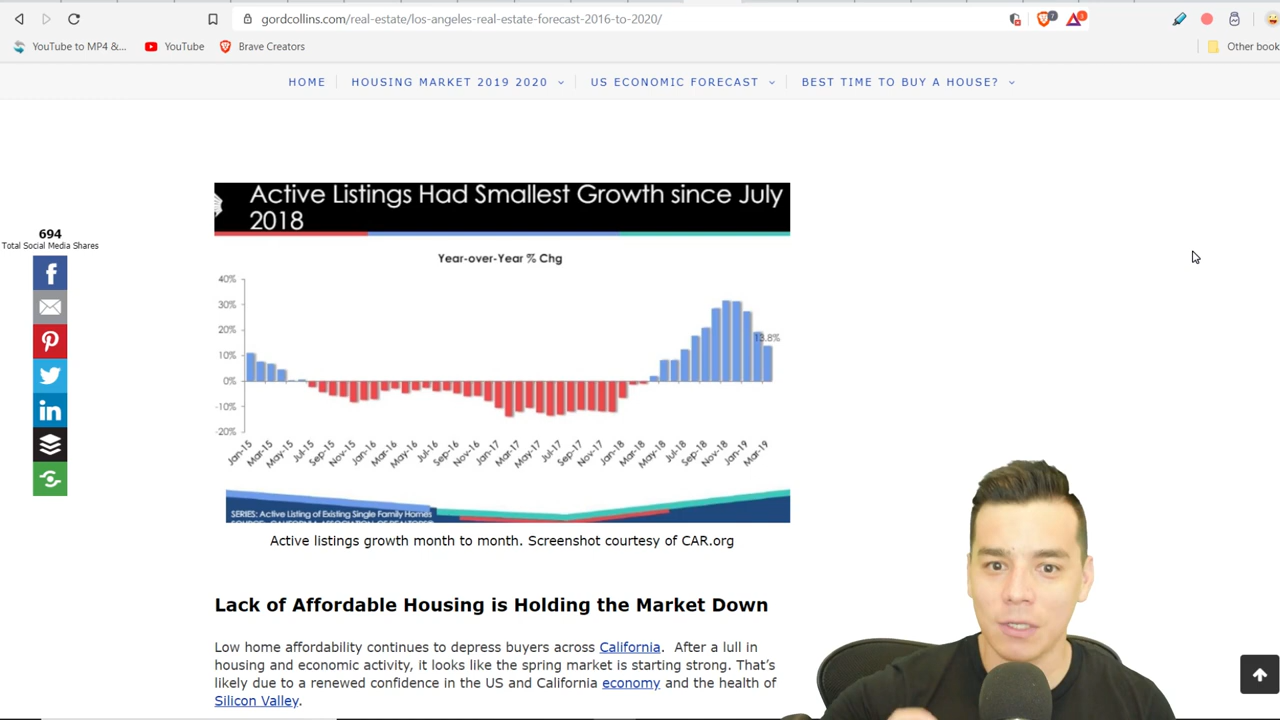 gordcollins.com/real-estate/los-angeles-real-estate-forecast-2016-to-2020/
7
3
YouTube to MP4 &...
YouTube
Brave Creators
Other book
HOME
HOUSING MARKET 2019 2020
US ECONOMIC FORECAST
BEST TIME TO BUY A HOUSE?
694
Total Social Media Shares
Active Listings Had Smallest Growth since July
2018
Year-over-Year % Chg
40%
30%
20%
10%
0%
-10%
-20%
13.8%
Jan-15 Mar-15 May-15 Jul-15 Sep-15 Nov-15 Jan-16 Mar-16 May-16 Jul-16 Sep-16 Nov-16 Jan-17 Mar-17 May-17 Jul-17 Sep-17 Nov-17 Jan-18 Mar-18 May-18 Jul-18 Sep-18 Nov-18 Jan-19 Mar-19
SERIES: Active Listing of Existing Single Family Homes
SOURCE: CALIFORNIA ASSOCIATION OF REALTORS®
Active listings growth month to month. Screenshot courtesy of CAR.org
Lack of Affordable Housing is Holding the Market Down
Low home affordability continues to depress buyers across California.  After a lull in
housing and economic activity, it looks like the spring market is starting strong. That’s
likely due to a renewed confidence in the US and California economy and the health of
Silicon Valley.